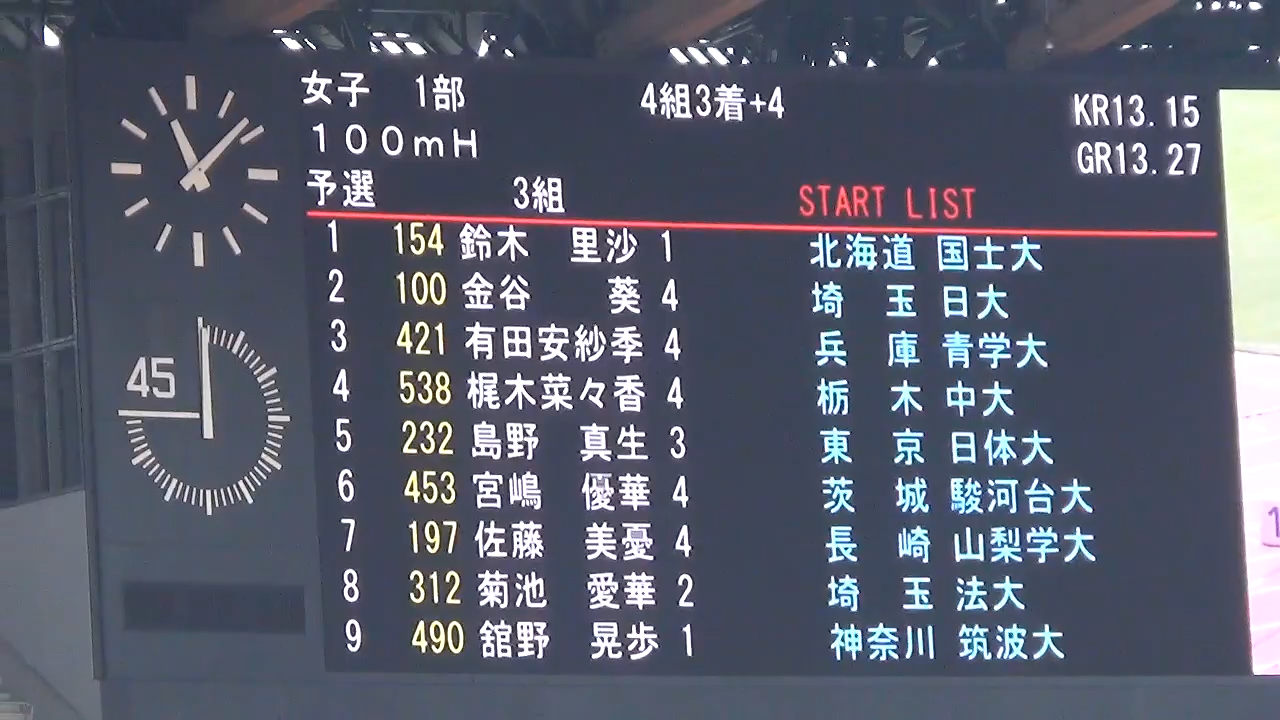 女子 1部 4組3着+4 KR13.15
100mH GR13.27
予選 3組 START LIST
1 154 鈴木 里沙 1 北海道 国士大
2 100 金谷 葵 4 埼 玉 日大
3 421 有田安紗季 4 兵 庫 青学大
4 538 梶木菜々香 4 栃 木 中大
5 232 島野 真生 3 東 京 日体大
6 453 宮嶋 優華 4 茨 城 駿河台大
7 197 佐藤 美憂 4 長 崎 山梨学大
8 312 菊池 愛華 2 埼 玉 法大
9 490 舘野 晃歩 1 神奈川 筑波大
45
1